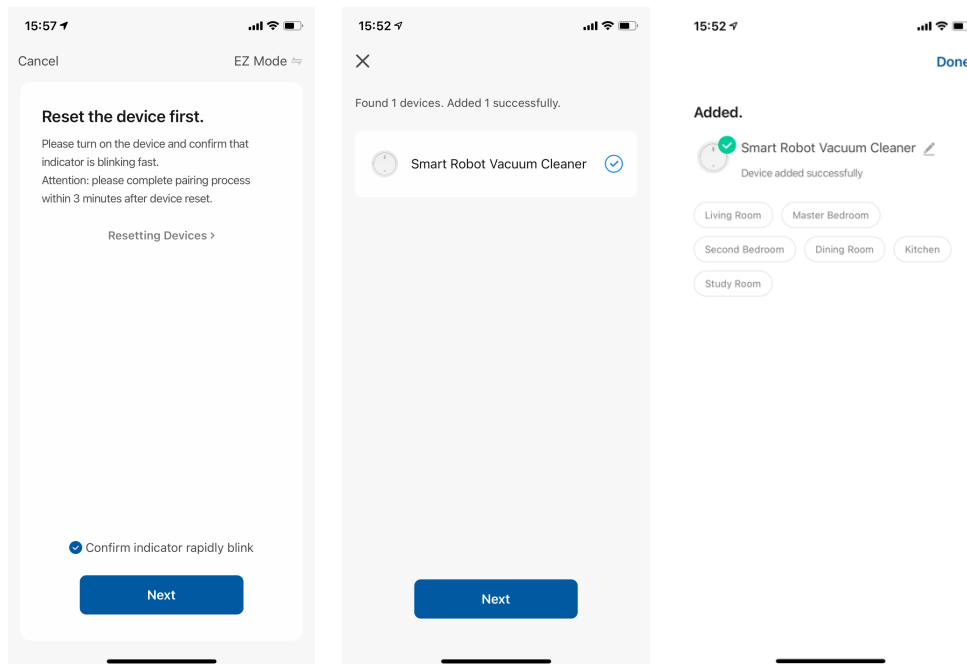 15:57
Cancel
EZ Mode
Reset the device first.
Please turn on the device and confirm that
indicator is blinking fast.
Attention: please complete pairing process
within 3 minutes after device reset.
Resetting Devices >
Confirm indicator rapidly blink
Next
15:52
Found 1 devices. Added 1 successfully.
Smart Robot Vacuum Cleaner
Next
15:52
Done
Added.
Smart Robot Vacuum Cleaner
Device added successfully
Living Room
Master Bedroom
Second Bedroom
Dining Room
Kitchen
Study Room